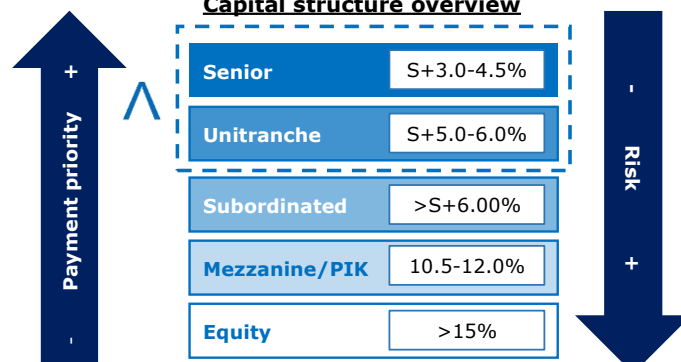 Capital structure overview
+
Payment priority
-
Senior
S+3.0-4.5%
Unitranche
S+5.0-6.0%
Subordinated
>S+6.00%
Mezzanine/PIK
10.5-12.0%
Equity
>15%
-
Risk
+